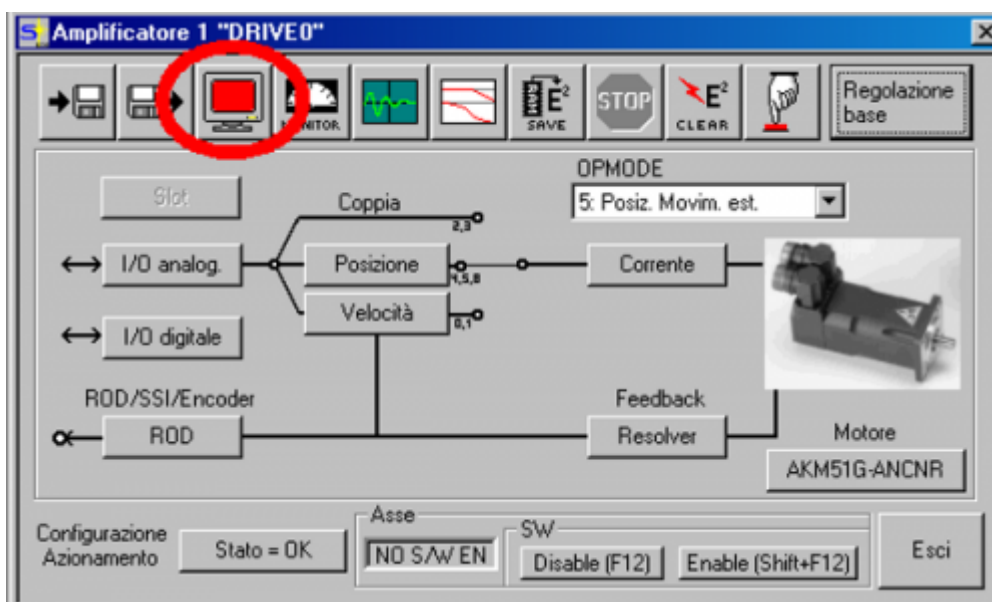 Amplificatore 1 "DRIVE0"
MONITOR
E²
SAVE
STOP
E²
CLEAR
Regolazione
base
OPMODE
5: Posiz. Movim. est.
Slot
Coppia
2,3
I/O analog.
Posizione
4,5,8
Corrente
Velocità
0,1
I/O digitale
ROD/SSI/Encoder
ROD
Feedback
Resolver
Motore
AKM51G-ANCNR
Configurazione
Azionamento
Stato = OK
Asse
NO S/W EN
SW
Disable (F12)
Enable (Shift+F12)
Esci